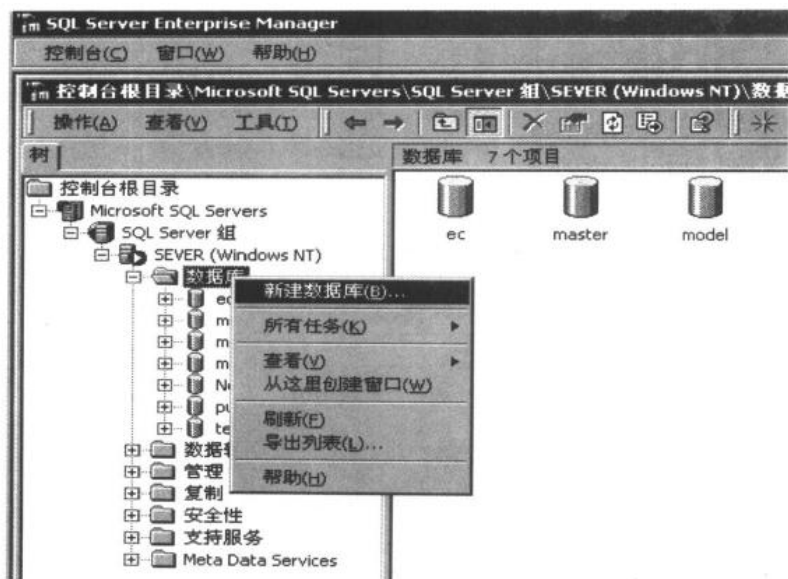 SQL Server Enterprise Manager
控制台(C) 窗口(W) 帮助(H)
控制台根目录\Microsoft SQL Servers\SQL Server 组\SEVER (Windows NT)\数据
操作(A) 查看(V) 工具(T)
树
数据库 7 个项目
控制台根目录
Microsoft SQL Servers
SQL Server 组
SEVER (Windows NT)
数据库
ec
m
m
m
N
pu
te
数据
管理
复制
安全性
支持服务
Meta Data Services
新建数据库(B)...
所有任务(K)
查看(V)
从这里创建窗口(W)
刷新(F)
导出列表(L)...
帮助(H)
ec master model